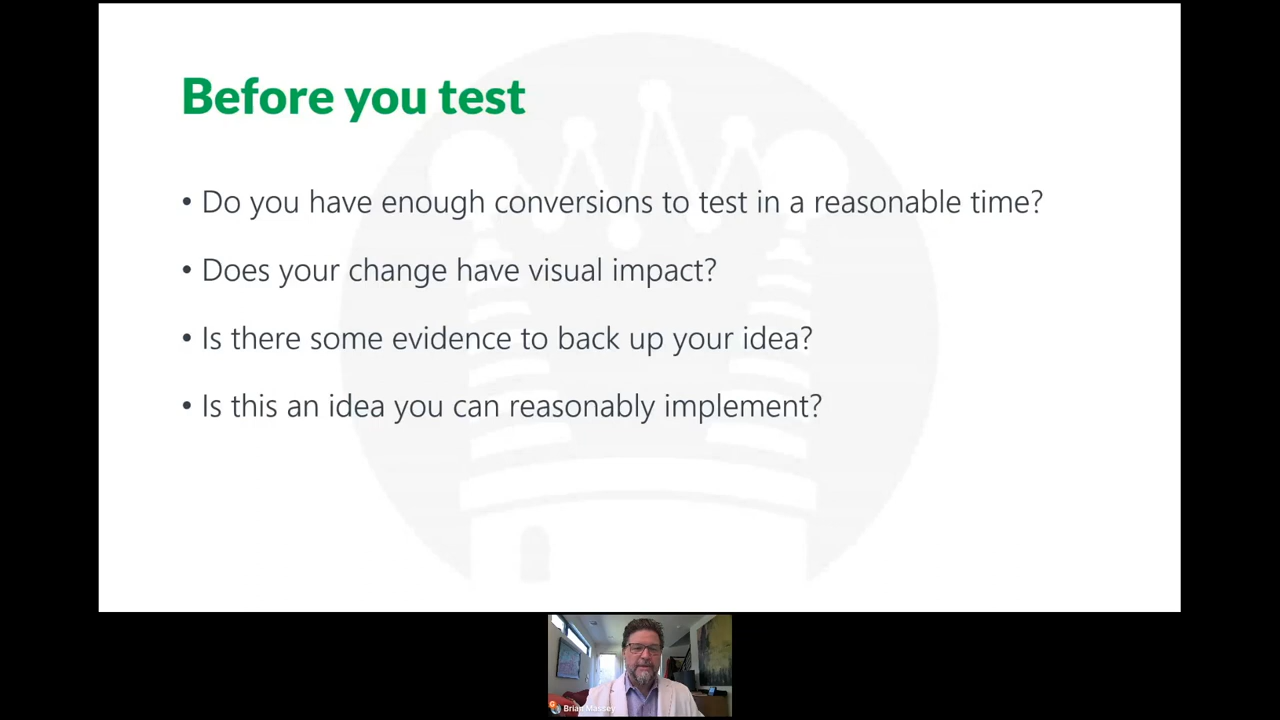 Before you test
• Do you have enough conversions to test in a reasonable time?
• Does your change have visual impact?
• Is there some evidence to back up your idea?
• Is this an idea you can reasonably implement?
Brian Massey